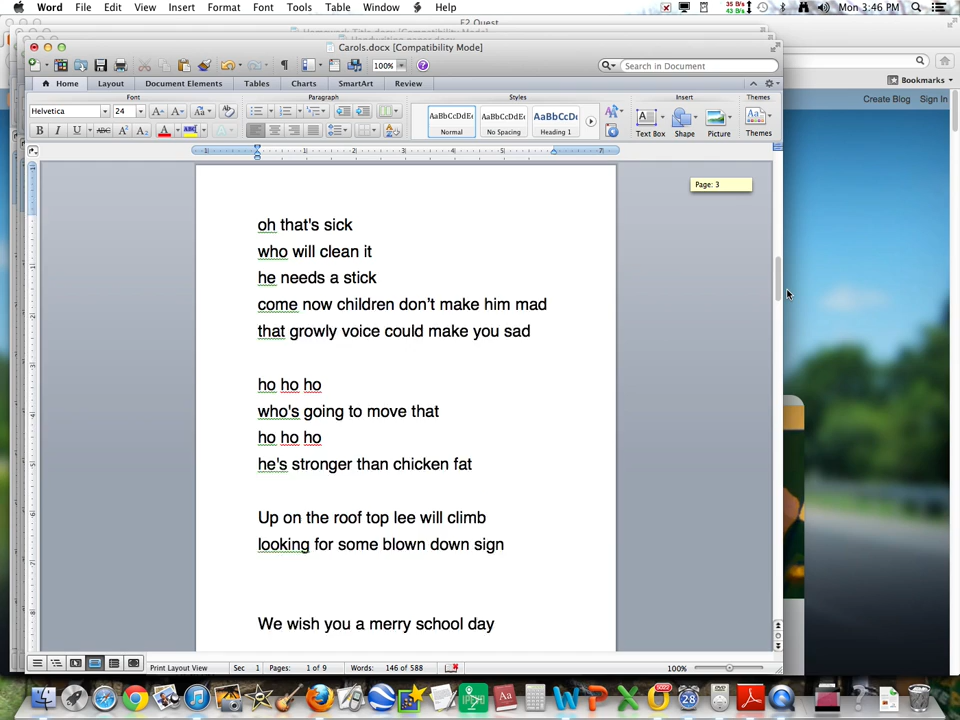 Word File Edit View Insert Format Font Tools Table Window Help
Mon 3:46 PM
F2 Quest
Carols.docx [Compatibility Mode]
100%
Search in Document
Bookmarks
Home Layout Document Elements Tables Charts SmartArt Review
Create Blog Sign In
Font Paragraph Styles Insert Themes
Helvetica 24
AaBbCcDdE AaBbCcDdE AaBbCcDdE
Normal No Spacing Heading 1 Text Box Shape Picture Themes
Page: 3
oh that's sick
who will clean it
he needs a stick
come now children don’t make him mad
that growly voice could make you sad
ho ho ho
who's going to move that
ho ho ho
he's stronger than chicken fat
Up on the roof top lee will climb
looking for some blown down sign
We wish you a merry school day
Print Layout View Sec 1 Pages: 1 of 9 Words: 146 of 588 100%